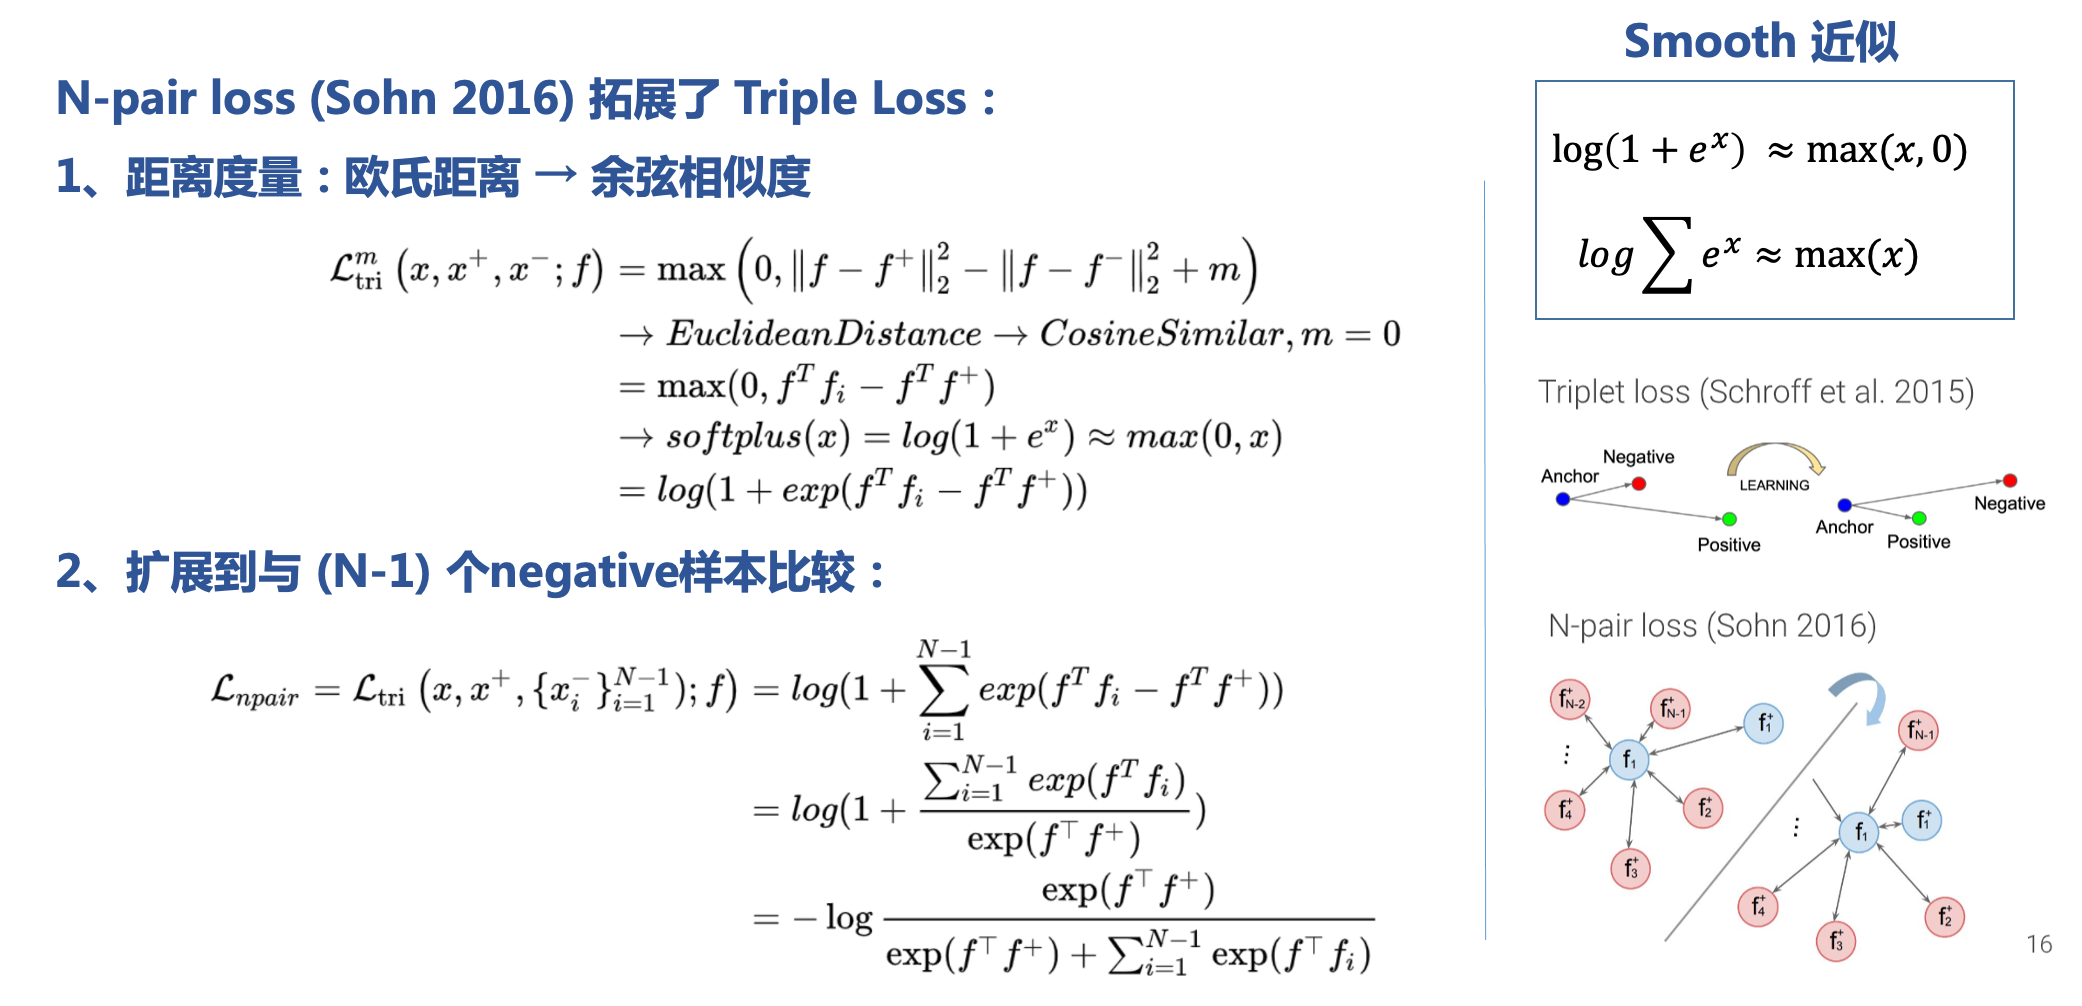 N-pair loss (Sohn 2016) 拓展了 Triple Loss：
1、距离度量：欧氏距离 → 余弦相似度
$\mathcal{L}_{\text{tri}}^{m}\left(x, x^{+}, x^{-}; f\right) = \max\left(0, \|f - f^{+}\|_2^2 - \|f - f^{-}\|_2^2 + m\right)$
$\rightarrow EuclideanDistance \rightarrow CosineSimilar, m = 0$
$= \max(0, f^T f_i - f^T f^{+})$
$\rightarrow softplus(x) = log(1 + e^x) \approx max(0, x)$
$= log(1 + exp(f^T f_i - f^T f^{+}))$
2、扩展到与 (N-1) 个negative样本比较：
$\mathcal{L}_{npair} = \mathcal{L}_{\text{tri}}\left(x, x^{+}, \{x_i^{-}\}_{i=1}^{N-1}); f\right) = log(1 + \sum_{i=1}^{N-1} exp(f^T f_i - f^T f^{+}))$
$= log(1 + \frac{\sum_{i=1}^{N-1} exp(f^T f_i)}{\exp(f^\top f^{+})})$
$= -\log \frac{\exp(f^\top f^{+})}{\exp(f^\top f^{+}) + \sum_{i=1}^{N-1} \exp(f^\top f_i)}$
Smooth 近似
$\log(1 + e^x) \approx \max(x, 0)$
$log \sum e^x \approx \max(x)$
Triplet loss (Schroff et al. 2015)
Negative
Anchor
LEARNING
Positive
Negative
Anchor
Positive
N-pair loss (Sohn 2016)
$f_{N-2}^{+}$
$f_{N-1}^{+}$
$f_1^{+}$
⋮
$f_1$
$f_4^{+}$
$f_2^{+}$
$f_3^{+}$
$f_{N-1}^{+}$
⋮
$f_1$
$f_1^{+}$
$f_4^{+}$
$f_2^{+}$
$f_3^{+}$
16